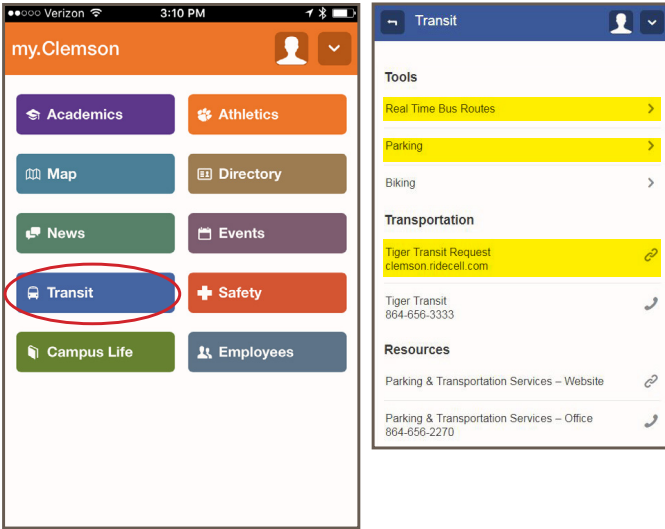 Verizon 3:10 PM
my.Clemson
Academics
Athletics
Map
Directory
News
Events
Transit
Safety
Campus Life
Employees
Transit
Tools
Real Time Bus Routes
Parking
Biking
Transportation
Tiger Transit Request
clemson.ridecell.com
Tiger Transit
864-656-3333
Resources
Parking & Transportation Services – Website
Parking & Transportation Services – Office
864-656-2270